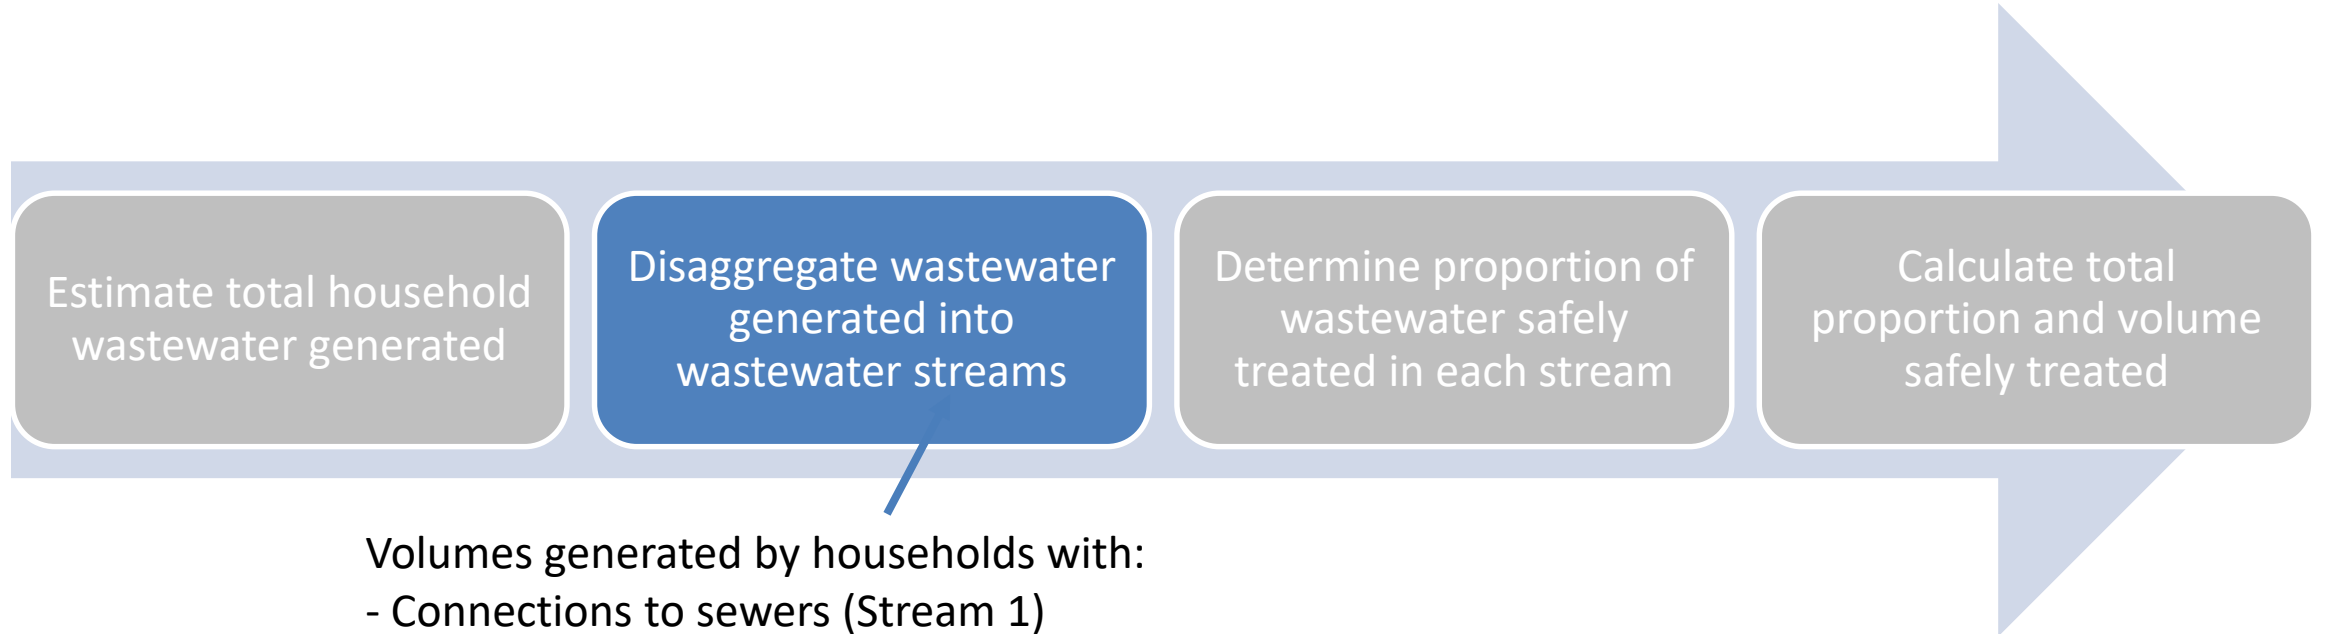 Estimate total household
wastewater generated
Disaggregate wastewater
generated into
wastewater streams
Determine proportion of
wastewater safely
treated in each stream
Calculate total
proportion and volume
safely treated
Volumes generated by households with:
- Connections to sewers (Stream 1)